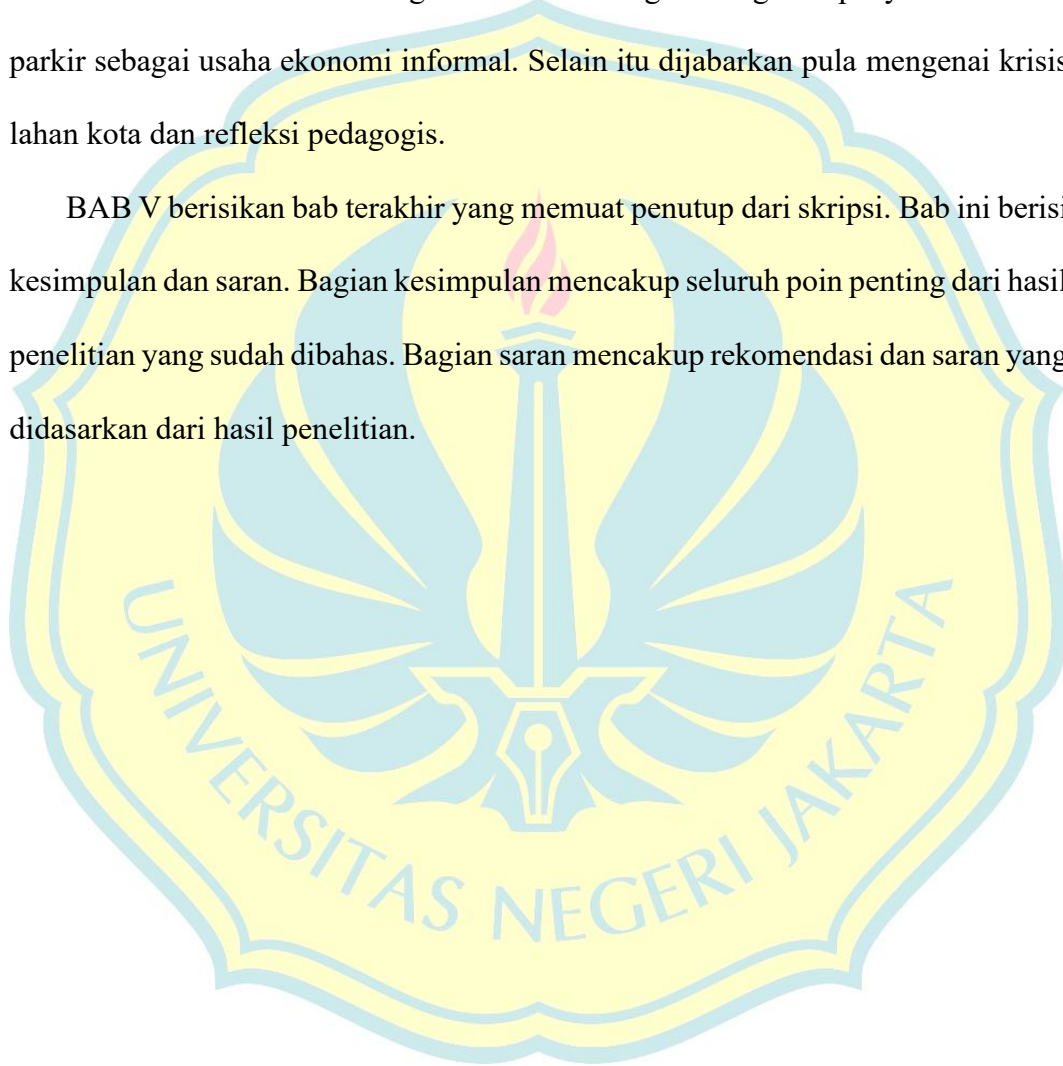 parkir sebagai usaha ekonomi informal. Selain itu dijabarkan pula mengenai krisis
lahan kota dan refleksi pedagogis.
BAB V berisikan bab terakhir yang memuat penutup dari skripsi. Bab ini berisi
kesimpulan dan saran. Bagian kesimpulan mencakup seluruh poin penting dari hasil
penelitian yang sudah dibahas. Bagian saran mencakup rekomendasi dan saran yang
didasarkan dari hasil penelitian.
UNIVERSITAS NEGERI JAKARTA